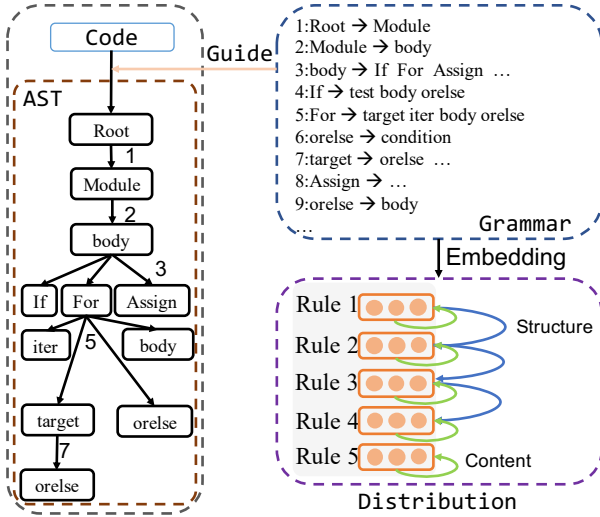 Code
Guide
AST
Root
1
Module
2
body
3
If
For
Assign
iter
5
body
target
orelse
7
orelse
1:Root → Module
2:Module → body
3:body → If For Assign …
4:If → test body orelse
5:For → target iter body orelse
6:orelse → condition
7:target → orelse …
8:Assign → …
9:orelse → body
…
Grammar
Embedding
Rule 1
Structure
Rule 2
Rule 3
Rule 4
Rule 5
Content
Distribution